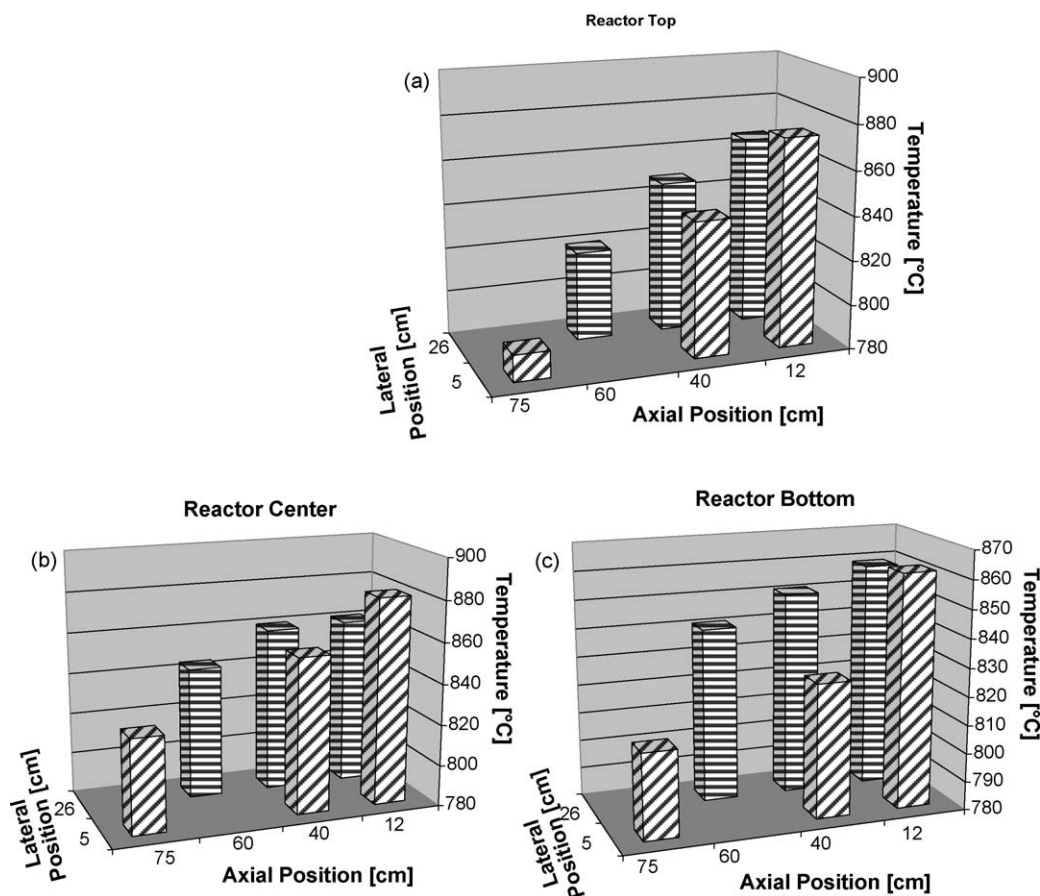 Reactor Top
(a)
900
880
860
840
820
800
780
Temperature [°C]
26
5
Lateral
Position [cm]
75
60
40
12
Axial Position [cm]
Reactor Center
(b)
900
880
860
840
820
800
780
Temperature [°C]
26
5
Lateral
Position [cm]
75
60
40
12
Axial Position [cm]
Reactor Bottom
(c)
870
860
850
840
830
820
810
800
790
780
Temperature [°C]
26
5
Lateral
Position [cm]
75
60
40
12
Axial Position [cm]